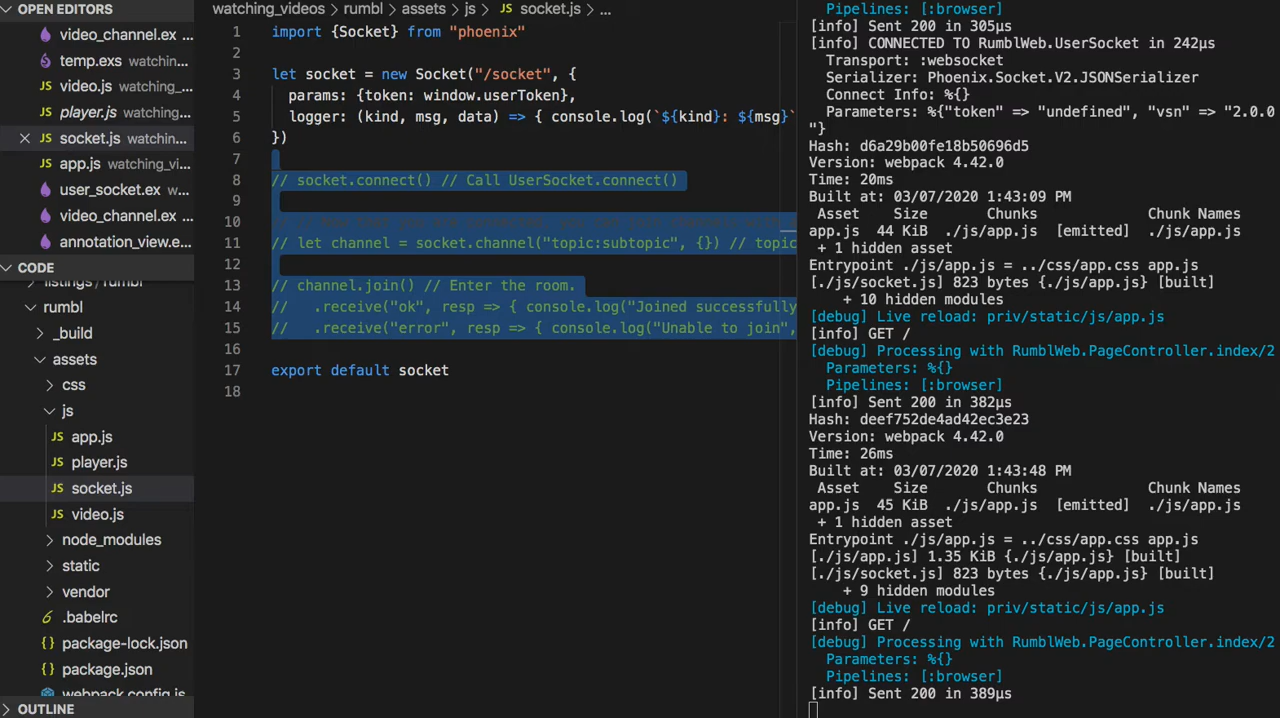 OPEN EDITORS
video_channel.ex ...
temp.exs watchin...
video.js watching_...
player.js watching...
socket.js watchin...
app.js watching_vi...
user_socket.ex w...
video_channel.ex ...
annotation_view.e...
CODE
listings / rumbl
rumbl
_build
assets
css
js
app.js
player.js
socket.js
video.js
node_modules
static
vendor
.babelrc
package-lock.json
package.json
webpack.config.js
OUTLINE
watching_videos > rumbl > assets > js > JS socket.js > ...
1 import {Socket} from "phoenix"
2
3 let socket = new Socket("/socket", {
4 params: {token: window.userToken},
5 logger: (kind, msg, data) => { console.log(`${kind}: ${msg}`
6 })
7
8 // socket.connect() // Call UserSocket.connect()
9
10
11 // let channel = socket.channel("topic:subtopic", {}) // topic
12
13 // channel.join() // Enter the room.
14 // .receive("ok", resp => { console.log("Joined successfully
15 // .receive("error", resp => { console.log("Unable to join",
16
17 export default socket
18
Pipelines: [:browser]
[info] Sent 200 in 305µs
[info] CONNECTED TO RumblWeb.UserSocket in 242µs
Transport: :websocket
Serializer: Phoenix.Socket.V2.JSONSerializer
Connect Info: %{}
Parameters: %{"token" => "undefined", "vsn" => "2.0.0
"}
Hash: d6a29b00fe18b50696d5
Version: webpack 4.42.0
Time: 20ms
Built at: 03/07/2020 1:43:09 PM
Asset Size Chunks Chunk Names
app.js 44 KiB ./js/app.js [emitted] ./js/app.js
+ 1 hidden asset
Entrypoint ./js/app.js = ../css/app.css app.js
[./js/socket.js] 823 bytes {./js/app.js} [built]
+ 10 hidden modules
[debug] Live reload: priv/static/js/app.js
[info] GET /
[debug] Processing with RumblWeb.PageController.index/2
Parameters: %{}
Pipelines: [:browser]
[info] Sent 200 in 382µs
Hash: deef752de4ad42ec3e23
Version: webpack 4.42.0
Time: 26ms
Built at: 03/07/2020 1:43:48 PM
Asset Size Chunks Chunk Names
app.js 45 KiB ./js/app.js [emitted] ./js/app.js
+ 1 hidden asset
Entrypoint ./js/app.js = ../css/app.css app.js
[./js/app.js] 1.35 KiB {./js/app.js} [built]
[./js/socket.js] 823 bytes {./js/app.js} [built]
+ 9 hidden modules
[debug] Live reload: priv/static/js/app.js
[info] GET /
[debug] Processing with RumblWeb.PageController.index/2
Parameters: %{}
Pipelines: [:browser]
[info] Sent 200 in 389µs